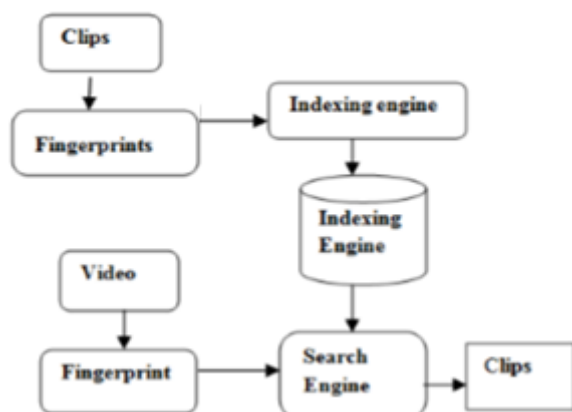 Clips
Fingerprints
Indexing engine
Indexing
Engine
Video
Fingerprint
Search
Engine
Clips